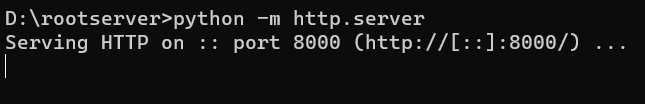 D:\rootserver>python -m http.server
Serving HTTP on :: port 8000 (http://[::]:8000/) ...